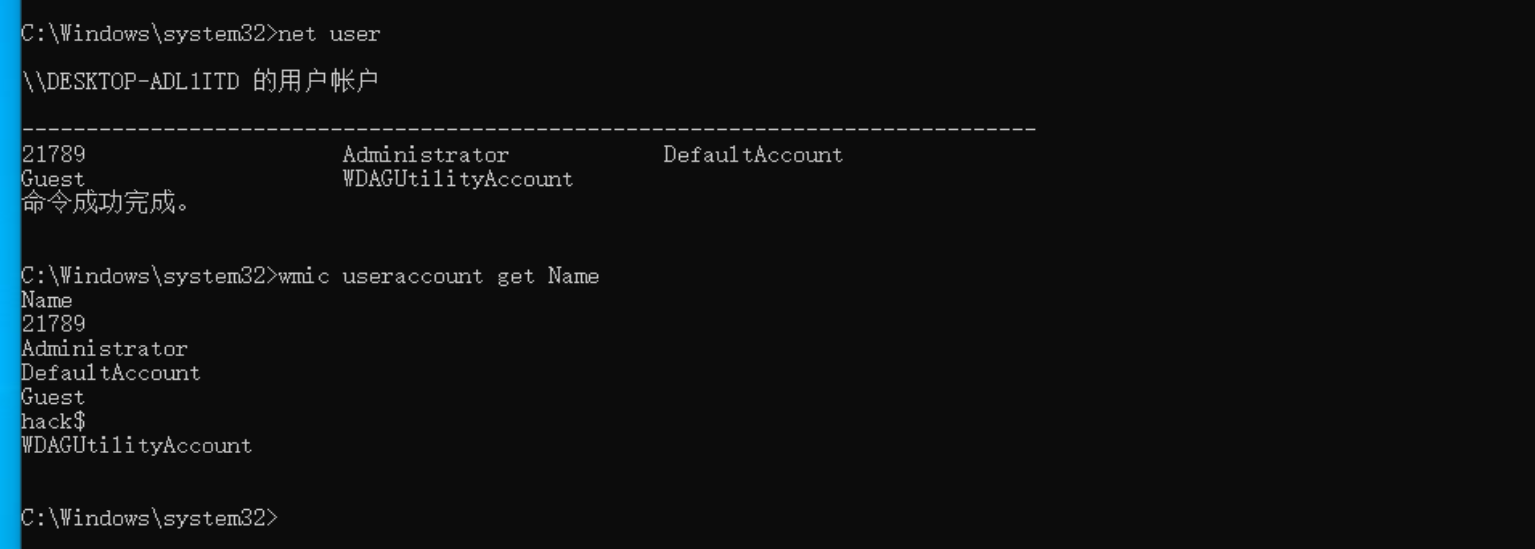 C:\Windows\system32>net user
\\DESKTOP-ADL1ITD 的用户帐户
-------------------------------------------------------------------------------
21789                    Administrator            DefaultAccount
Guest                    WDAGUtilityAccount
命令成功完成。
C:\Windows\system32>wmic useraccount get Name
Name
21789
Administrator
DefaultAccount
Guest
hack$
WDAGUtilityAccount
C:\Windows\system32>